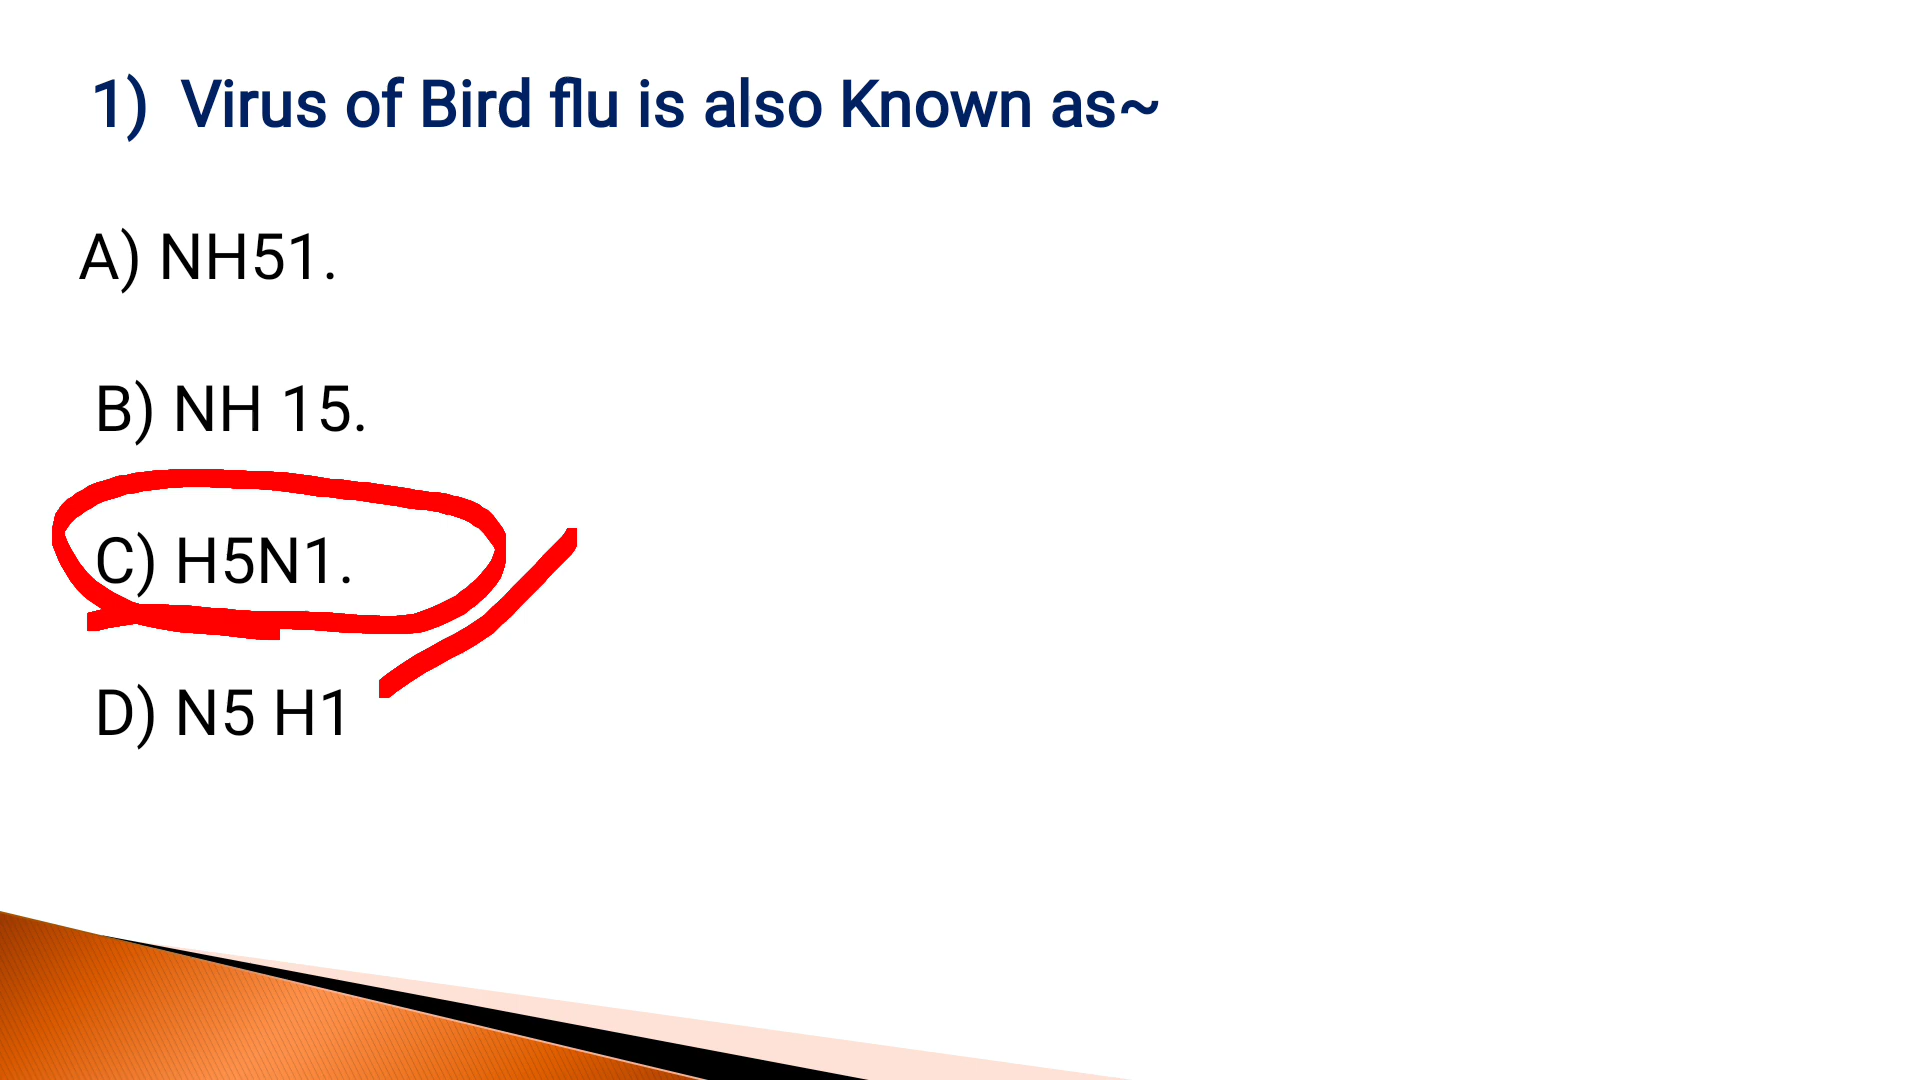 1) Virus of Bird flu is also Known as~
A) NH51.
B) NH 15.
C) H5N1.
D) N5 H1